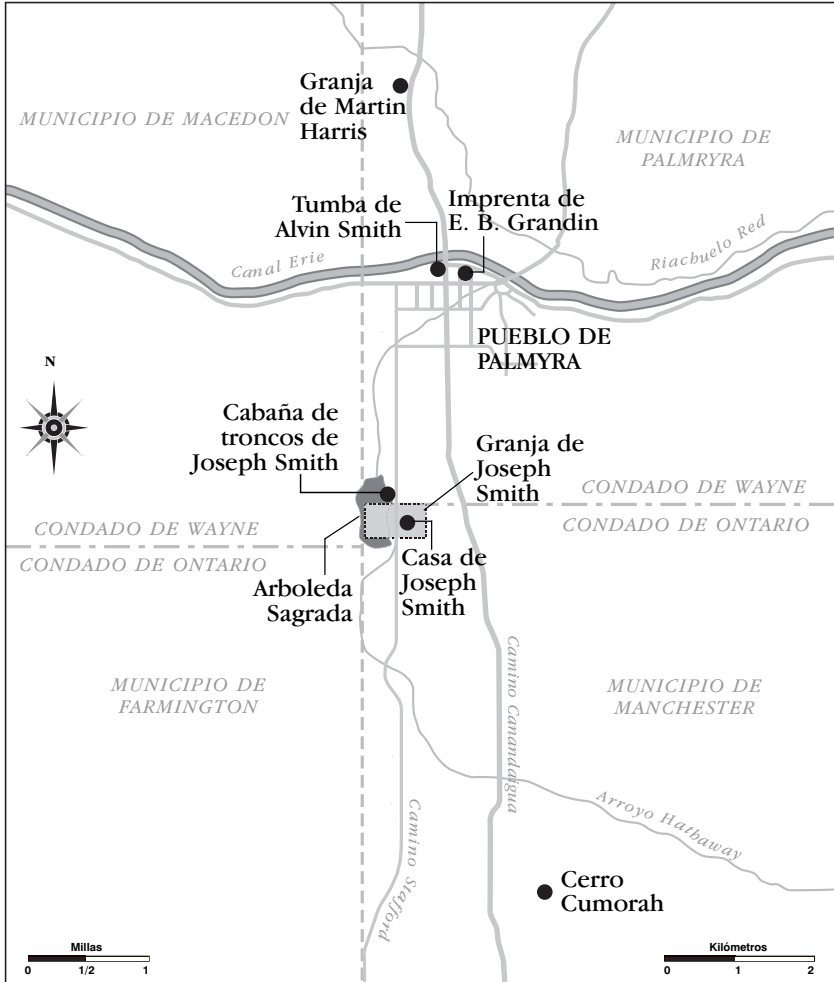 Granja
de Martin
Harris
MUNICIPIO DE MACEDON
MUNICIPIO DE
PALMRYRA
Tumba de
Alvin Smith
Imprenta de
E. B. Grandin
Canal Erie
Riachuelo Red
PUEBLO DE
PALMYRA
N
Cabaña de
troncos de
Joseph Smith
Granja de
Joseph
Smith
CONDADO DE WAYNE
CONDADO DE ONTARIO
CONDADO DE WAYNE
CONDADO DE ONTARIO
Arboleda
Sagrada
Casa de
Joseph
Smith
MUNICIPIO DE
FARMINGTON
MUNICIPIO DE
MANCHESTER
Camino Canandaigua
Camino Stafford
Arroyo Hathaway
Cerro
Cumorah
Millas
0 1/2 1
Kilómetros
0 1 2